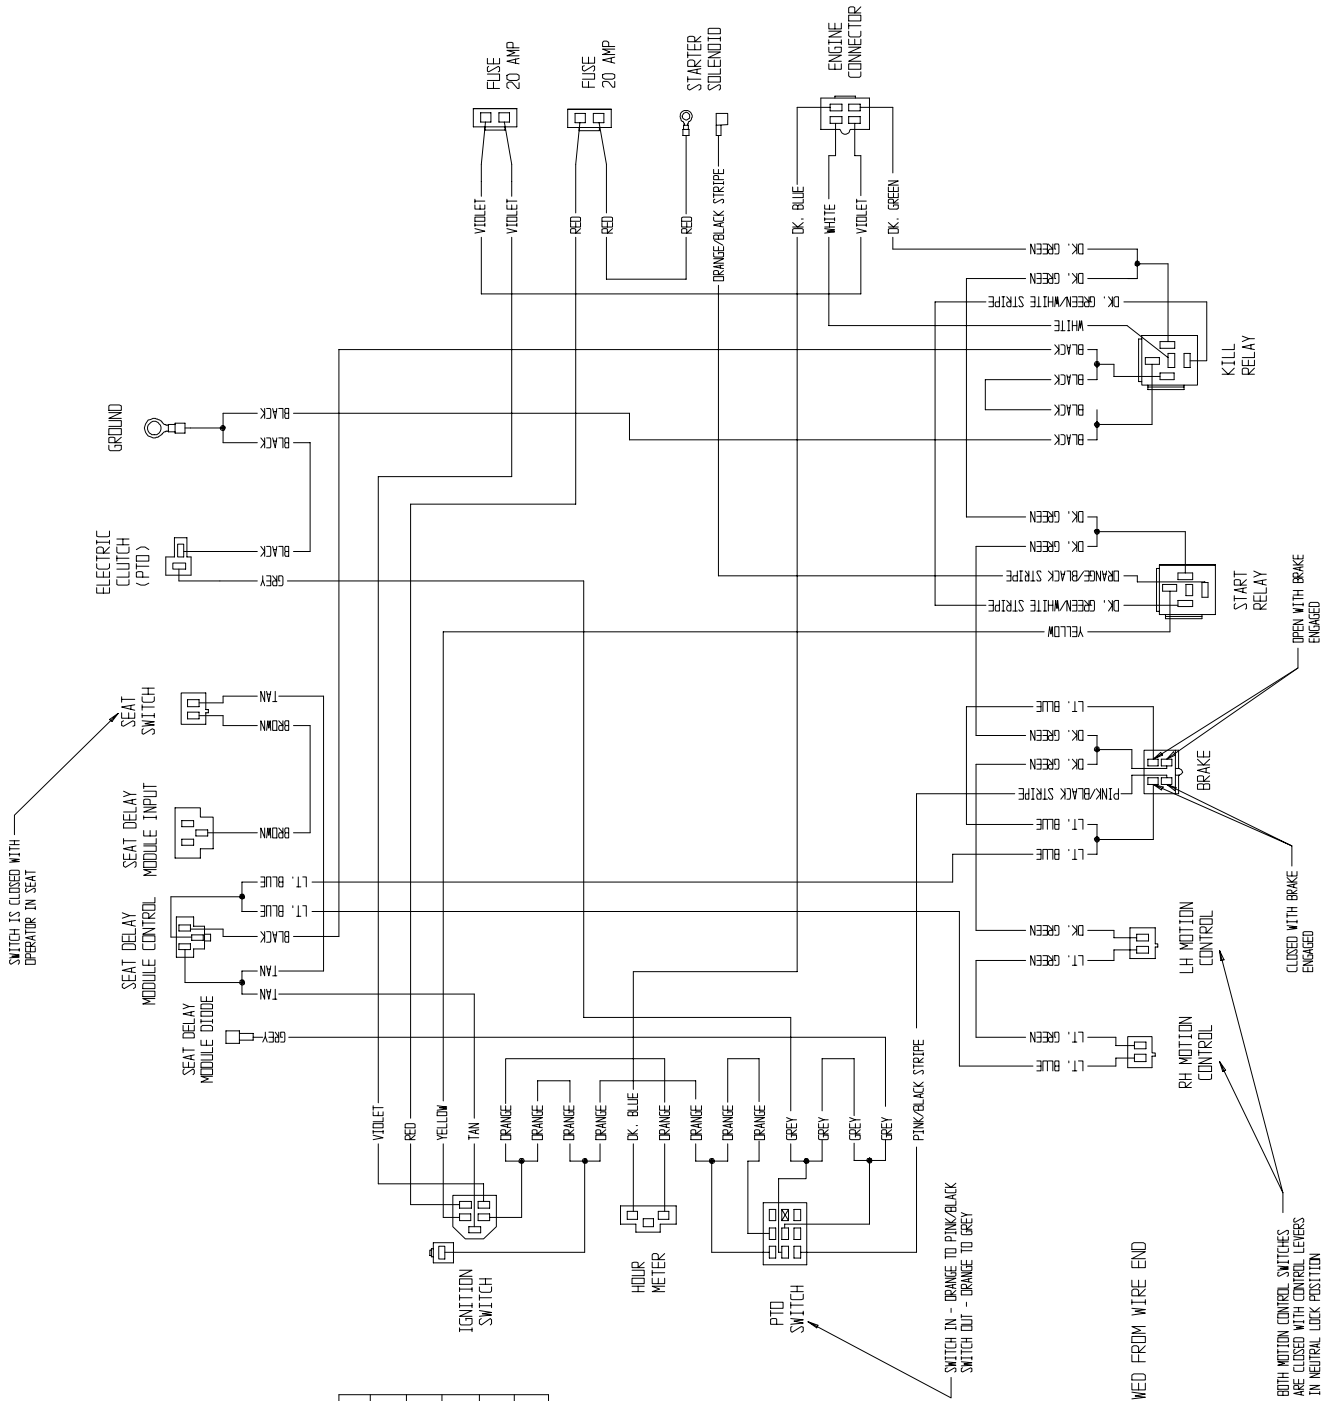 FUSE
20 AMP
FUSE
20 AMP
STARTER
SOLENOID
ENGINE
CONNECTOR
VIOLET
VIOLET
RED
RED
RED
ORANGE/BLACK STRIPE
DK. BLUE
WHITE
VIOLET
DK. GREEN
DK. GREEN
DK. GREEN
DK. GREEN/WHITE STRIPE
WHITE
BLACK
BLACK
BLACK
BLACK
KILL
RELAY
GROUND
BLACK
BLACK
ELECTRIC
CLUTCH
(PTO)
BLACK
GREY
DK. GREEN
DK. GREEN
ORANGE/BLACK STRIPE
DK. GREEN/WHITE STRIPE
YELLOW
START
RELAY
OPEN WITH BRAKE
ENGAGED
SEAT
SWITCH
TAN
BROWN
SEAT DELAY
MODULE INPUT
BROWN
SWITCH IS CLOSED WITH
OPERATOR IN SEAT
LT. BLUE
DK. GREEN
DK. GREEN
PINK/BLACK STRIPE
LT. BLUE
LT. BLUE
BRAKE
CLOSED WITH BRAKE
ENGAGED
SEAT DELAY
MODULE CONTROL
LT. BLUE
LT. BLUE
BLACK
TAN
TAN
SEAT DELAY
MODULE DIODE
GREY
DK. GREEN
LT. GREEN
LH MOTION
CONTROL
LT. GREEN
LT. BLUE
RH MOTION
CONTROL
VIOLET
RED
YELLOW
TAN
ORANGE
ORANGE
ORANGE
ORANGE
DK. BLUE
ORANGE
ORANGE
ORANGE
ORANGE
GREY
GREY
GREY
GREY
PINK/BLACK STRIPE
IGNITION
SWITCH
HOUR
METER
PTO
SWITCH
SWITCH IN - ORANGE TO PINK/BLACK
SWITCH OUT - ORANGE TO GREY
WED FROM WIRE END
BOTH MOTION CONTROL SWITCHES
ARE CLOSED WITH CONTROL LEVERS
IN NEUTRAL LOCK POSITION